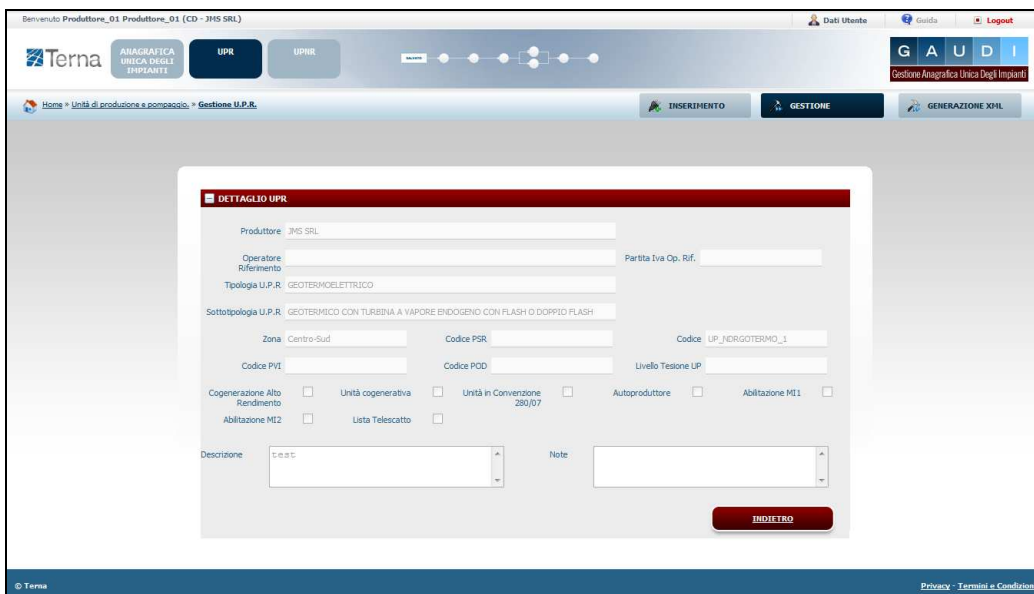 Benvenuto Produttore_01 Produttore_01 (CD - JMS SRL) Dati Utente Guida Logout
Terna ANAGRAFICA UPR UPNR G A U D I
UNICA DEGLI
IMPIANTI Gestione Anagrafica Unica Degli Impianti
Home » Unità di produzione e pompaggio. » Gestione U.P.R. INSERIMENTO GESTIONE GENERAZIONE XML
DETTAGLIO UPR
Produttore JMS SRL
Operatore Partita Iva Op. Rif.
Riferimento
Tipologia U.P.R GEOTERMOELETTRICO
Sottotipologia U.P.R GEOTERMICO CON TURBINA A VAPORE ENDOGENO CON FLASH O DOPPIO FLASH
Zona Centro-Sud Codice PSR Codice UP_NDRGOTERMO_1
Codice PVI Codice POD Livello Tesione UP
Cogenerazione Alto Unità cogenerativa Unità in Convenzione Autoproduttore Abilitazione MI1
Rendimento 280/07
Abilitazione MI2 Lista Telescatto
Descrizione test Note
INDIETRO
© Terna Privacy - Termini e Condizion